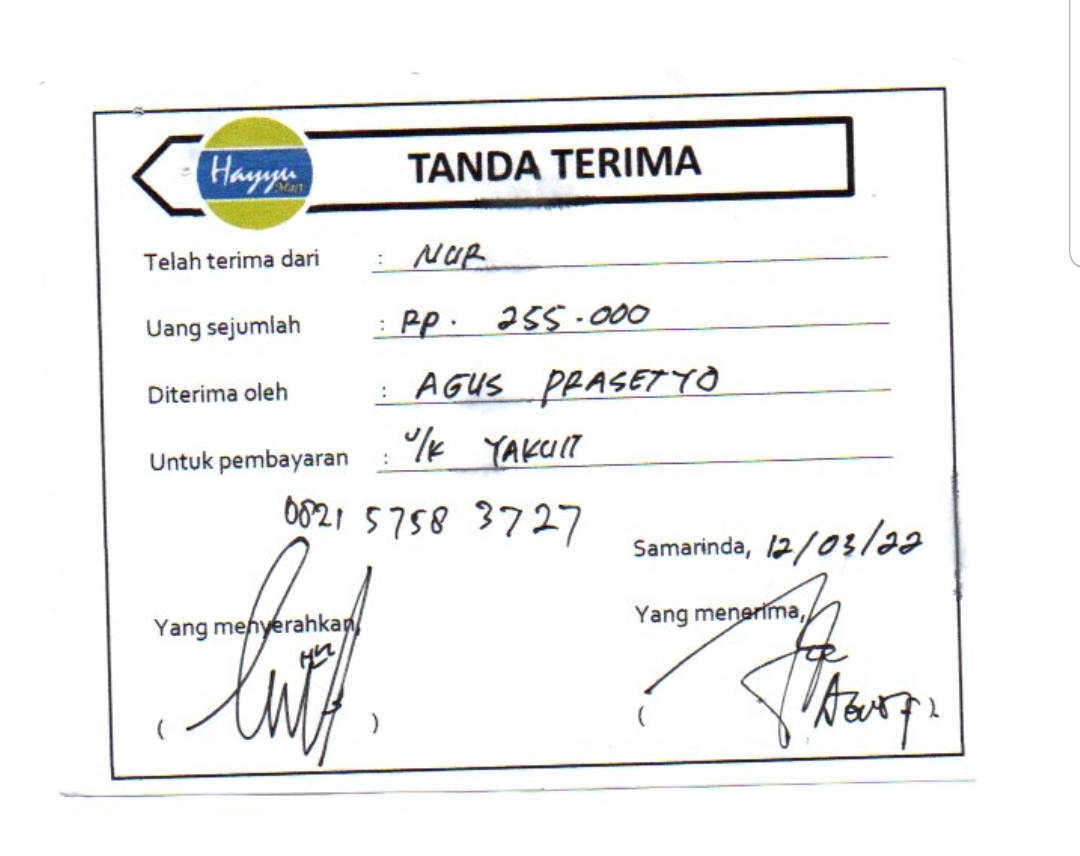 Hayyu
Mart
TANDA TERIMA
Telah terima dari : NUR
Uang sejumlah : Rp. 255.000
Diterima oleh : AGUS PRASETYO
Untuk pembayaran : U/K YAKULT
0821 5758 3727
Samarinda, 12/03/22
Yang menyerahkan,
Yang menerima,
( )
( Agus P )